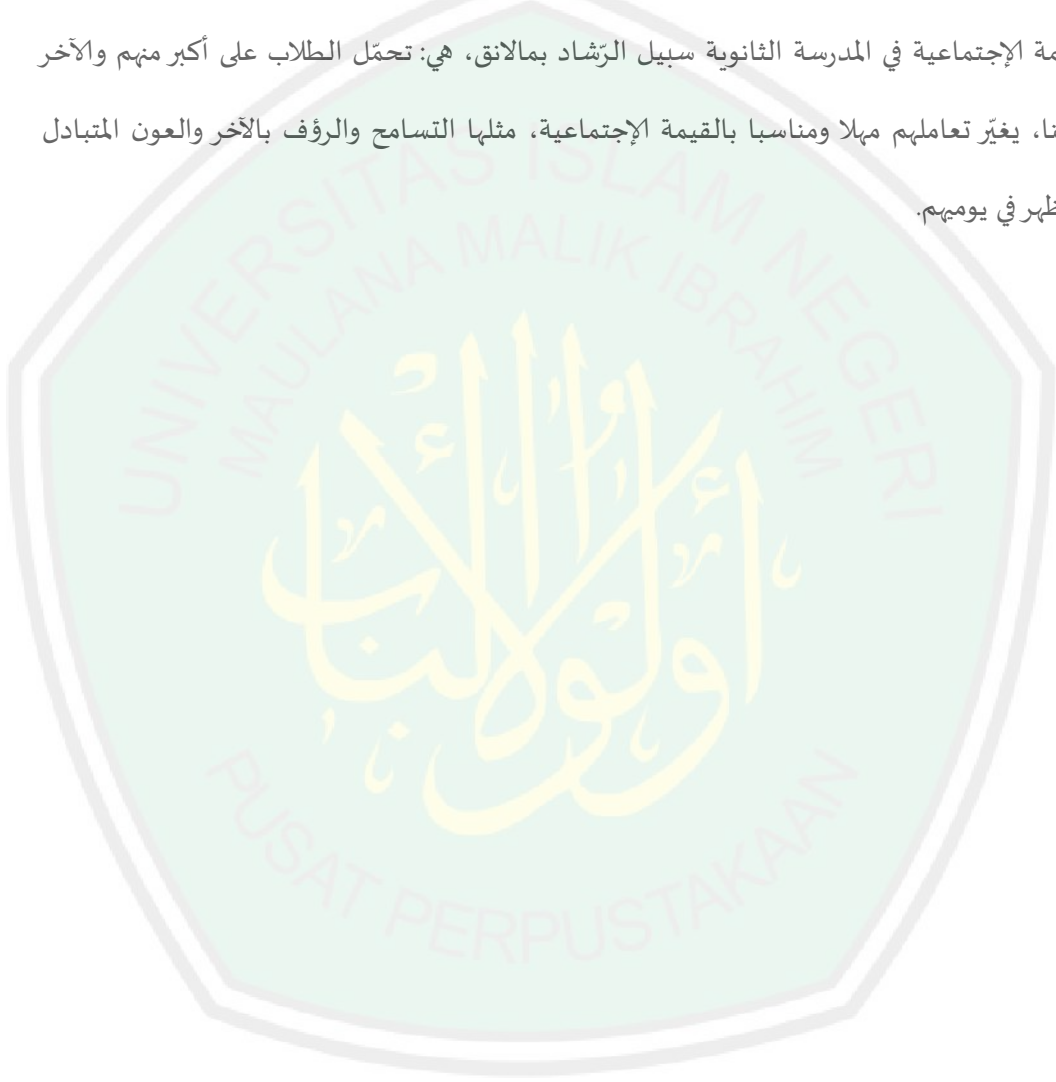 مة الإجتماعية في المدرسة الثانوية سبيل الرّشاد بمالانق، هي: تحمّل الطلاب على أكبر منهم والآخر
نا، يغيّر تعاملهم مهلا ومناسبا بالقيمة الإجتماعية، مثلها التسامح والرؤف بالآخر والعون المتبادل
ظهر في يوميهم.
UNIVERSITAS ISLAM NEGERI
MAULANA MALIK IBRAHIM
أولوا الألباب
PUSAT PERPUSTAKAAN